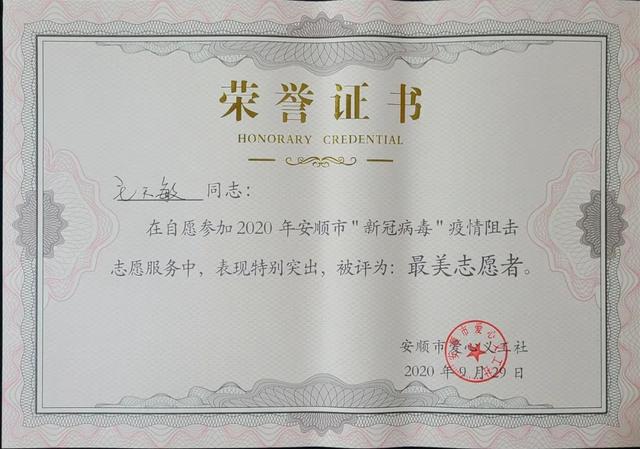 荣誉证书
HONORARY CREDENTIAL
敏 同志：
在自愿参加2020年安顺市"新冠病毒"疫情阻击
志愿服务中，表现特别突出，被评为：最美志愿者。
安顺市爱心义工社
2020年9月29日